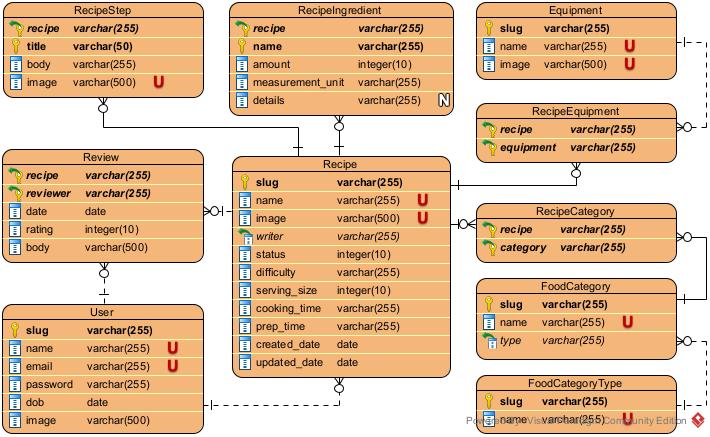 RecipeStep
recipe varchar(255)
title varchar(50)
body varchar(255)
image varchar(500) U
RecipeIngredient
recipe varchar(255)
name varchar(255)
amount integer(10)
measurement_unit varchar(255)
details varchar(255) N
Equipment
slug varchar(255)
name varchar(255) U
image varchar(500) U
RecipeEquipment
recipe varchar(255)
equipment varchar(255)
Review
recipe varchar(255)
reviewer varchar(255)
date date
rating integer(10)
body varchar(500)
Recipe
slug varchar(255)
name varchar(255) U
image varchar(500) U
writer varchar(255)
status integer(10)
difficulty varchar(255)
serving_size integer(10)
cooking_time varchar(255)
prep_time varchar(255)
created_date date
updated_date date
RecipeCategory
recipe varchar(255)
category varchar(255)
FoodCategory
slug varchar(255)
name varchar(255) U
type varchar(255)
User
slug varchar(255)
name varchar(255) U
email varchar(255) U
password varchar(255)
dob date
image varchar(500)
FoodCategoryType
slug varchar(255)
name varchar(255) U
Powered By Visual Paradigm Community Edition